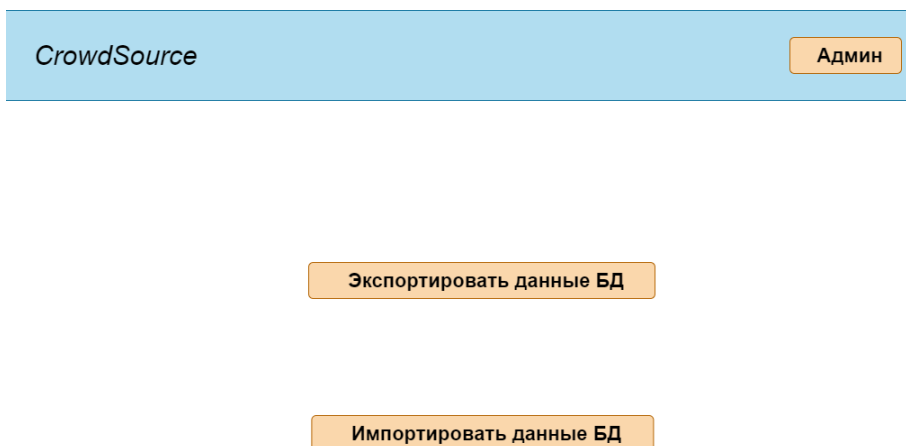 CrowdSource
Админ
Экспортировать данные БД
Импортировать данные БД